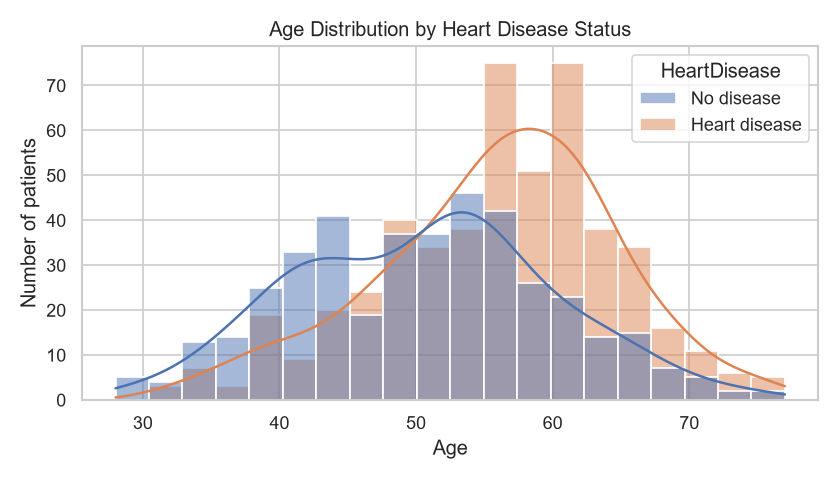 Age Distribution by Heart Disease Status
HeartDisease
No disease
Heart disease
Number of patients
70
60
50
40
30
20
10
0
30 40 50 60 70
Age